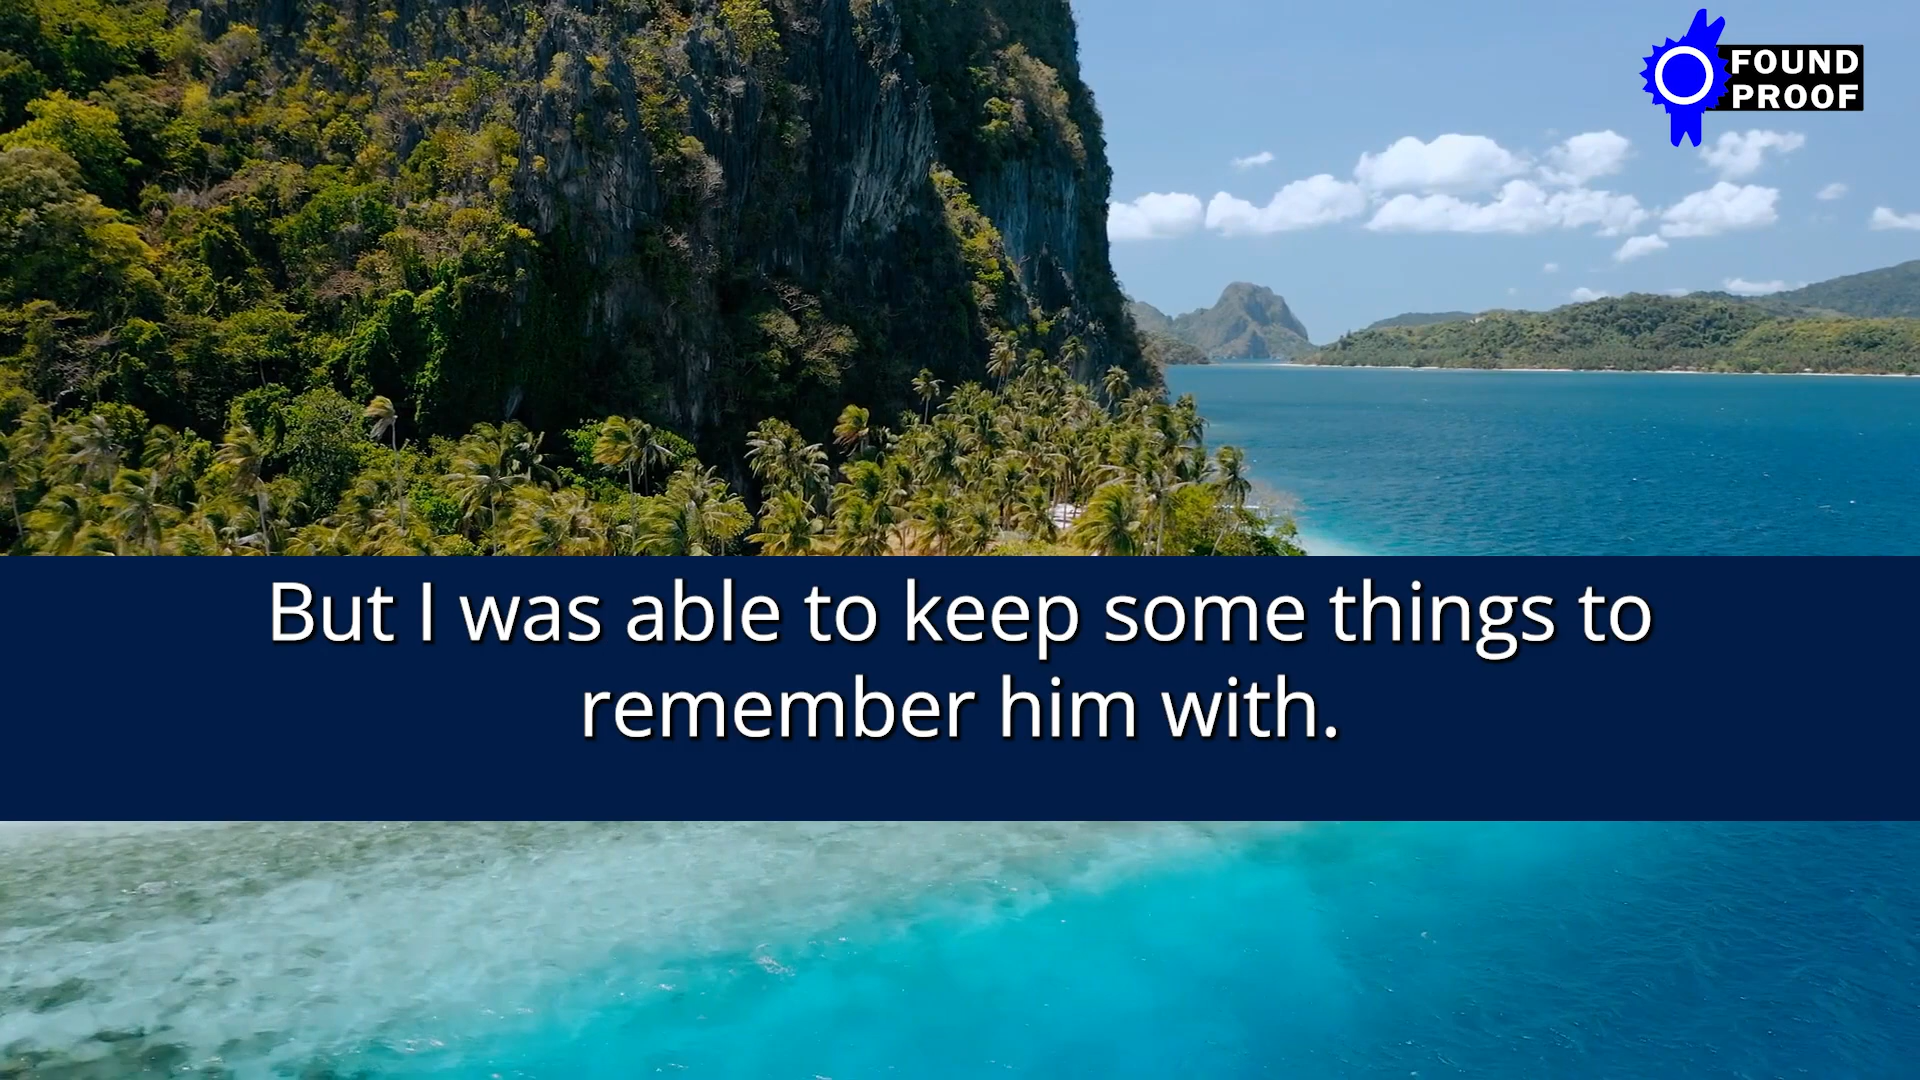 FOUND
PROOF
But I was able to keep some things to
remember him with.